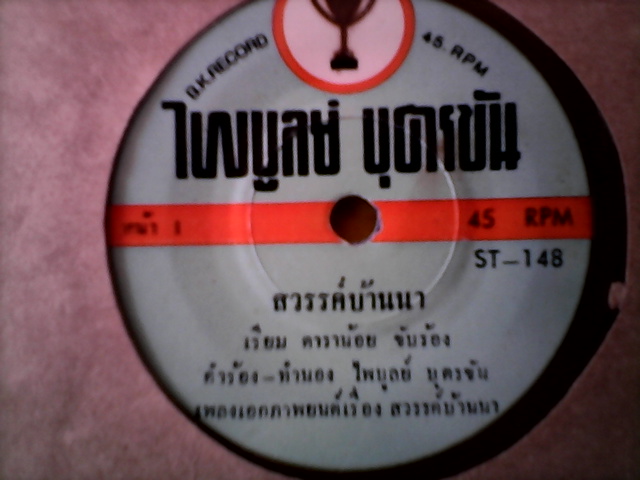 B.K.RECORD
45.RPM
ไพบูลย์ บุตรขัน
หน้า 1
45 RPM
ST-148
สวรรค์บ้านนา
เรียม ดาราน้อย ขับร้อง
คำร้อง-ทำนอง ไพบูลย์ บุตรขัน
เพลงเอกภาพยนต์เรื่อง สวรรค์บ้านนา